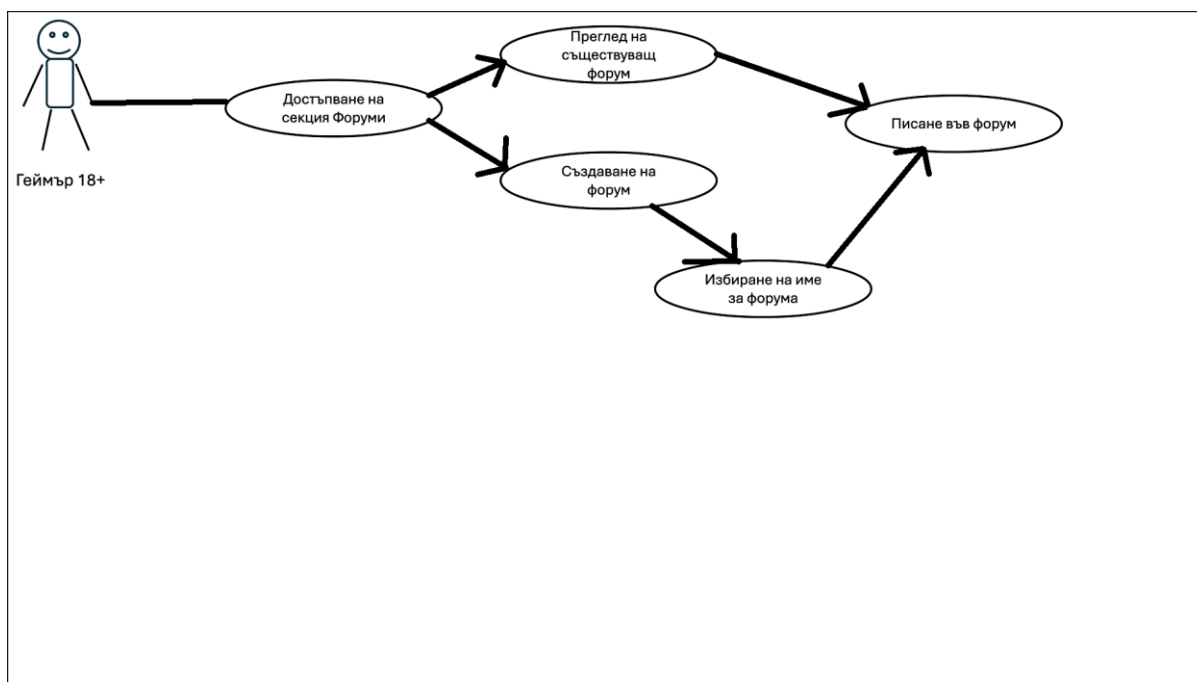 Преглед на
съществуващ
форум
Достъпване на
секция Форуми
Писане във форум
Създаване на
форум
Геймър 18+
Избиране на име
за форума